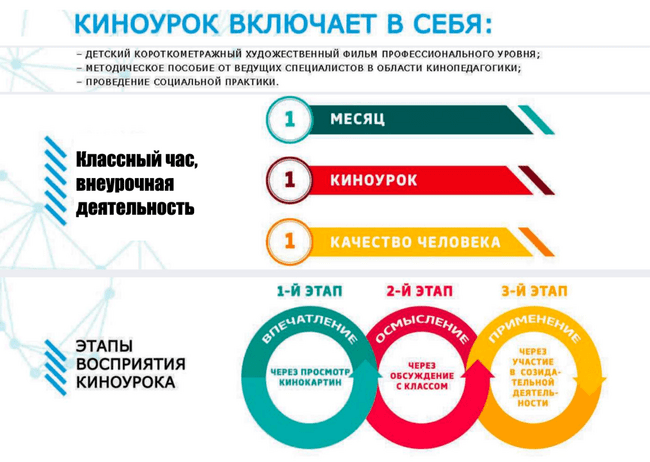 КИНОУРОК ВКЛЮЧАЕТ В СЕБЯ:
– ДЕТСКИЙ КОРОТКОМЕТРАЖНЫЙ ХУДОЖЕСТВЕННЫЙ ФИЛЬМ ПРОФЕССИОНАЛЬНОГО УРОВНЯ;
– МЕТОДИЧЕСКОЕ ПОСОБИЕ ОТ ВЕДУЩИХ СПЕЦИАЛИСТОВ В ОБЛАСТИ КИНОПЕДАГОГИКИ;
– ПРОВЕДЕНИЕ СОЦИАЛЬНОЙ ПРАКТИКИ.
Классный час,
внеурочная
деятельность
1 МЕСЯЦ
1 КИНОУРОК
1 КАЧЕСТВО ЧЕЛОВЕКА
ЭТАПЫ
ВОСПРИЯТИЯ
КИНОУРОКА
1-Й ЭТАП
ВПЕЧАТЛЕНИЕ
ЧЕРЕЗ ПРОСМОТР
КИНОКАРТИН
2-Й ЭТАП
ОСМЫСЛЕНИЕ
ЧЕРЕЗ
ОБСУЖДЕНИЕ
С КЛАССОМ
3-Й ЭТАП
ПРИМЕНЕНИЕ
ЧЕРЕЗ
УЧАСТИЕ
В СОЗИДА-
ТЕЛЬНОЙ
ДЕЯТЕЛЬ-
НОСТИ